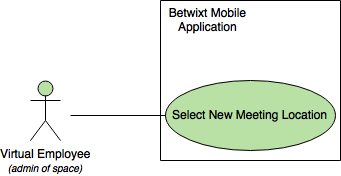 Betwixt Mobile
Application
Select New Meeting Location
Virtual Employee
(admin of space)